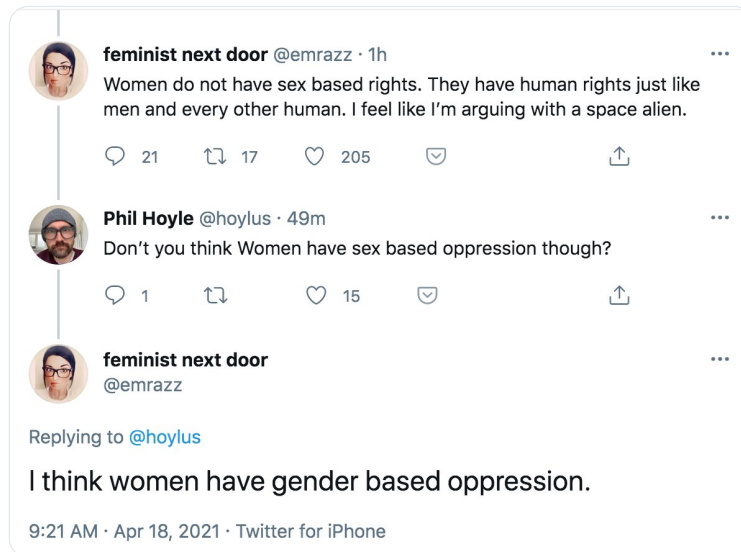 feminist next door @emrazz · 1h
Women do not have sex based rights. They have human rights just like
men and every other human. I feel like I’m arguing with a space alien.
21 17 205
Phil Hoyle @hoylus · 49m
Don’t you think Women have sex based oppression though?
1 15
feminist next door
@emrazz
Replying to @hoylus
I think women have gender based oppression.
9:21 AM · Apr 18, 2021 · Twitter for iPhone